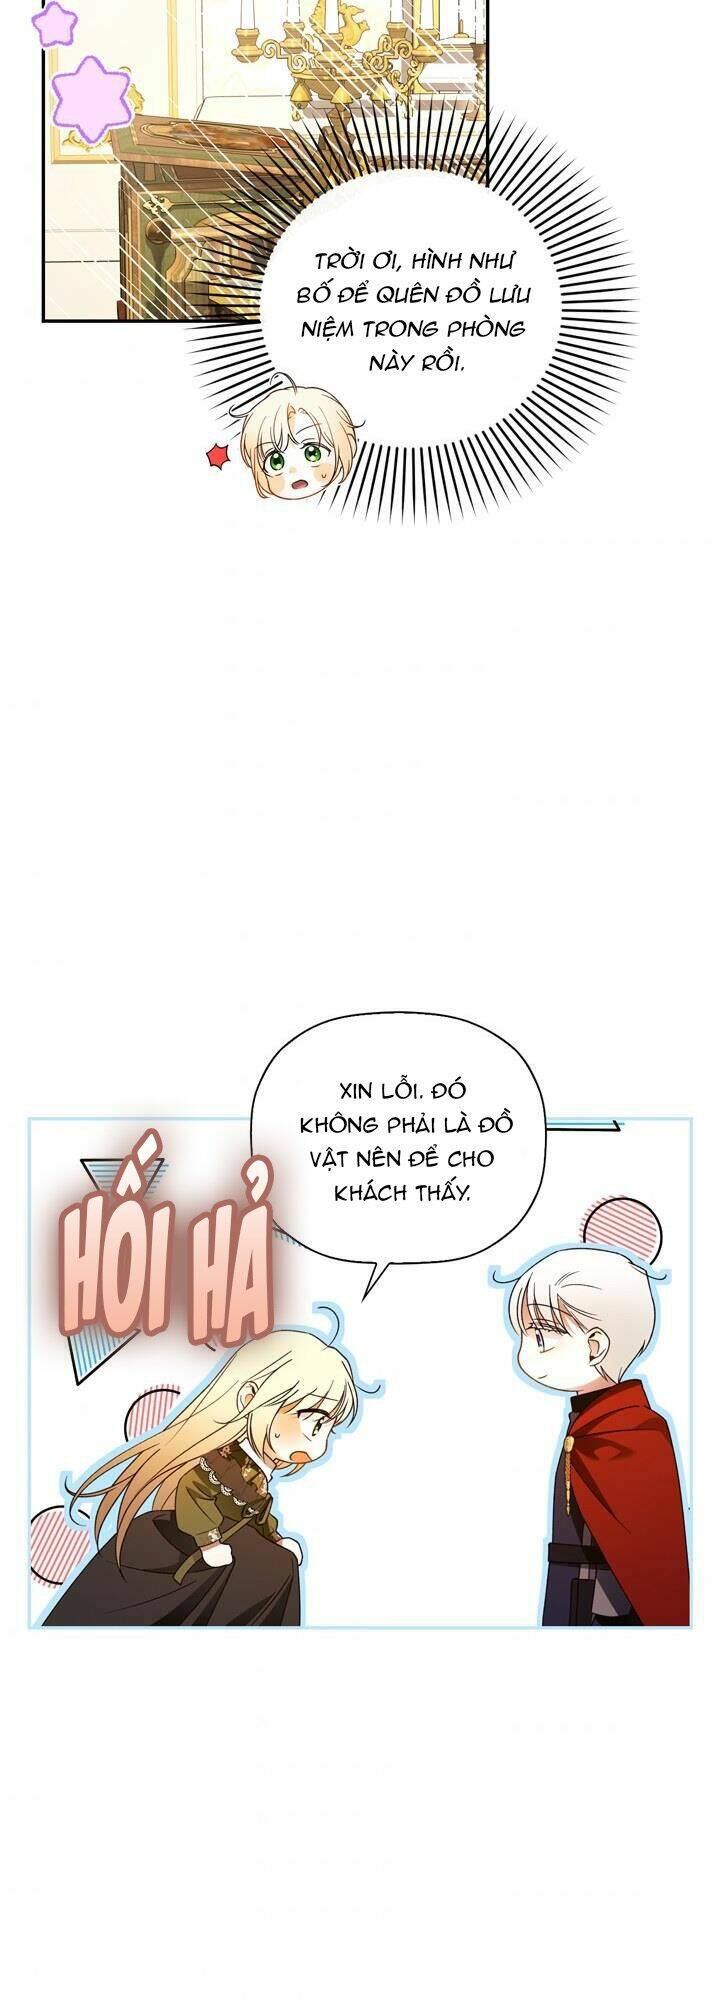 TRỜI ƠI, HÌNH NHƯ
BỐ ĐỂ QUÊN ĐỒ LƯU
NIỆM TRONG PHÒNG
NÀY RỒI.
XIN LỖI. ĐÓ
KHÔNG PHẢI LÀ ĐỒ
VẬT NÊN ĐỂ CHO
KHÁCH THẤY.
HỐI HẢ